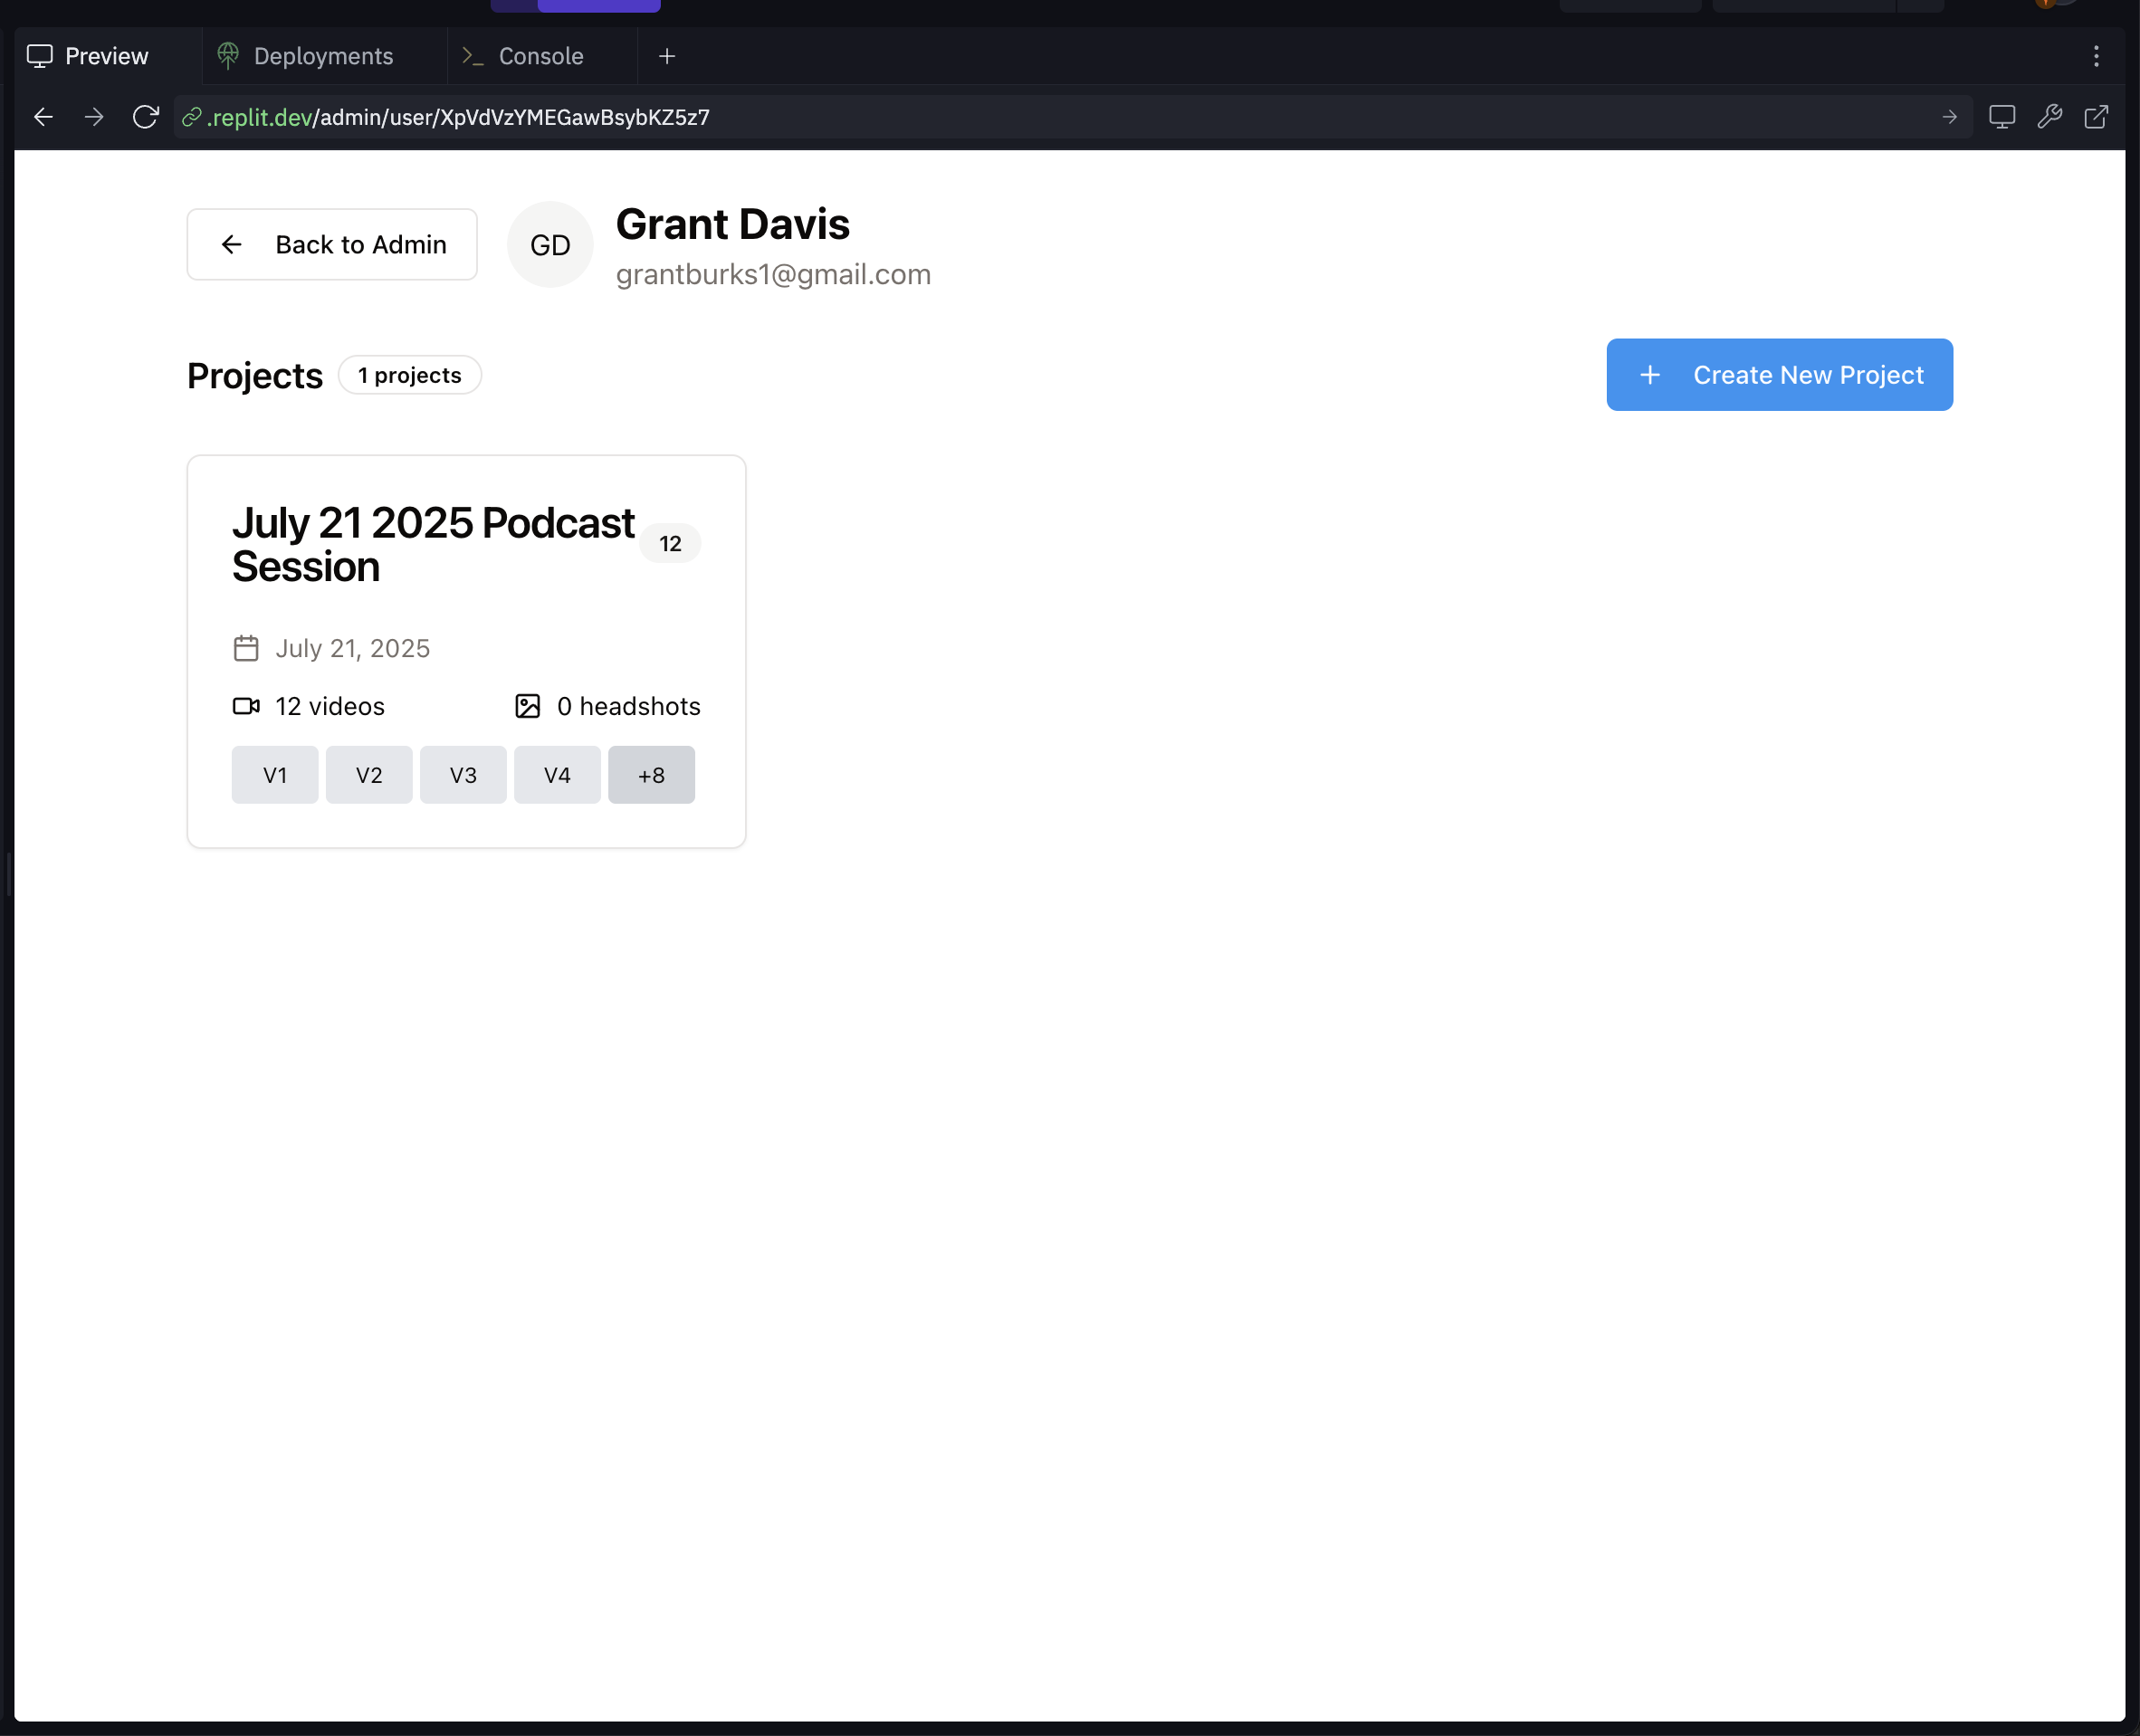 Preview
Deployments
Console
.replit.dev/admin/user/XpVdVzYMEGawBsybKZ5z7
Back to Admin
GD
Grant Davis
grantburks1@gmail.com
Projects
1 projects
Create New Project
July 21 2025 Podcast
Session
12
July 21, 2025
12 videos
0 headshots
V1
V2
V3
V4
+8